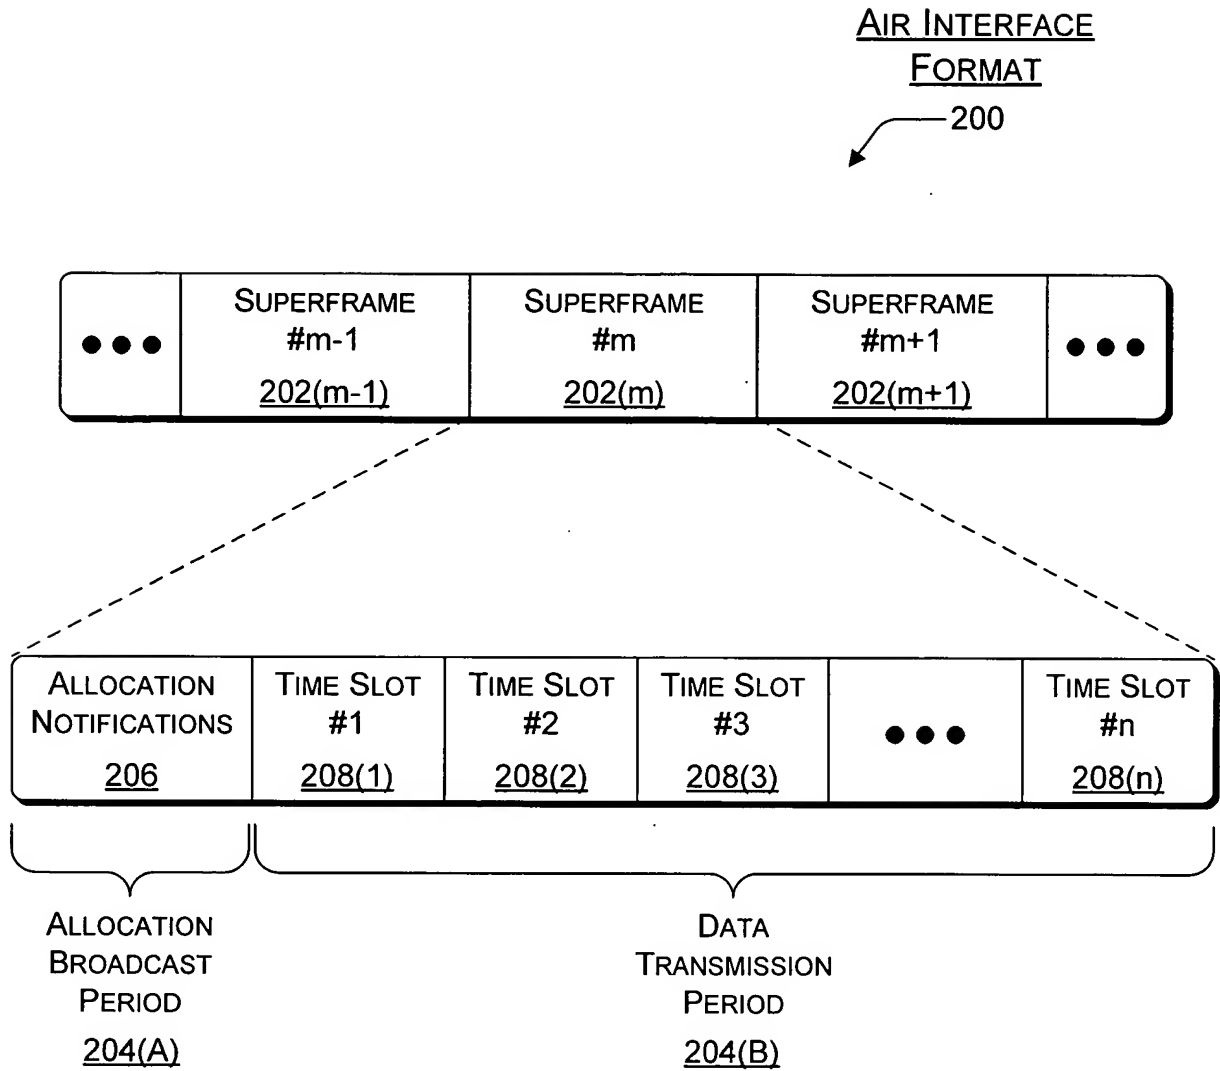 AIR INTERFACE
FORMAT
200
SUPERFRAME
#m-1
202(m-1)
SUPERFRAME
#m
202(m)
SUPERFRAME
#m+1
202(m+1)
ALLOCATION
NOTIFICATIONS
206
TIME SLOT
#1
208(1)
TIME SLOT
#2
208(2)
TIME SLOT
#3
208(3)
TIME SLOT
#n
208(n)
ALLOCATION
BROADCAST
PERIOD
204(A)
DATA
TRANSMISSION
PERIOD
204(B)